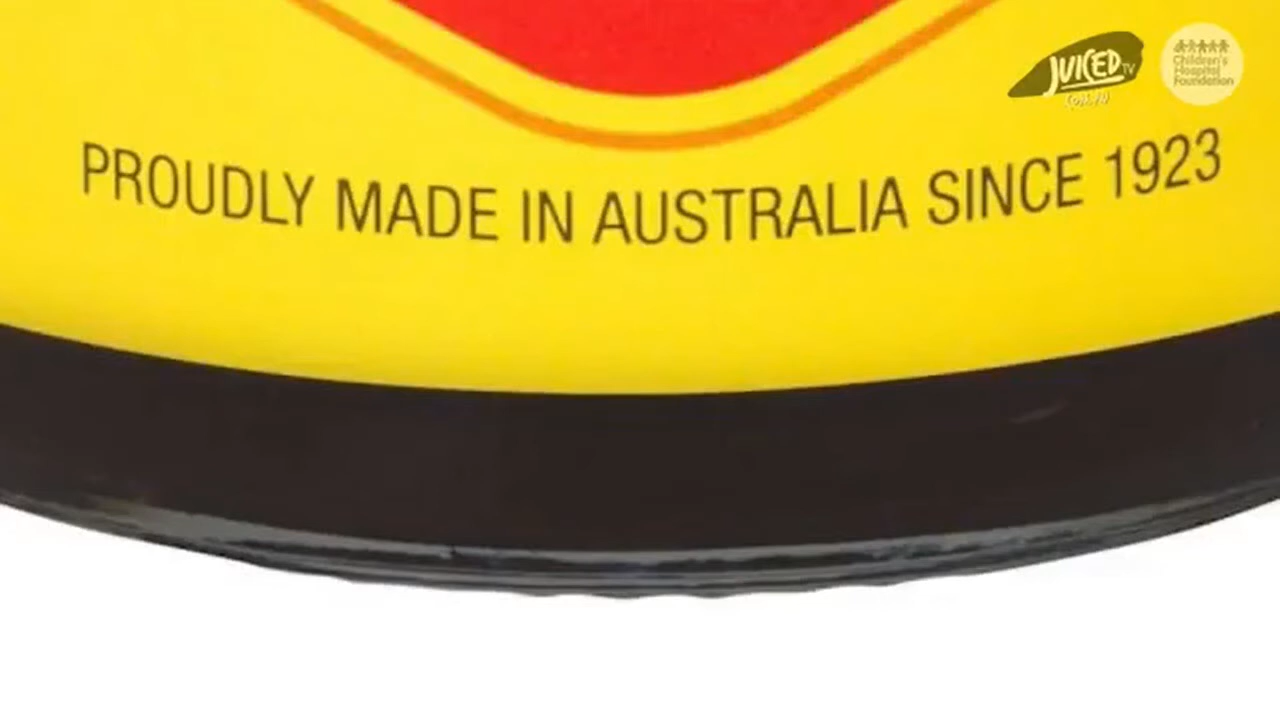 JUICED TV
Children's
Hospital
Foundation
PROUDLY MADE IN AUSTRALIA SINCE 1923